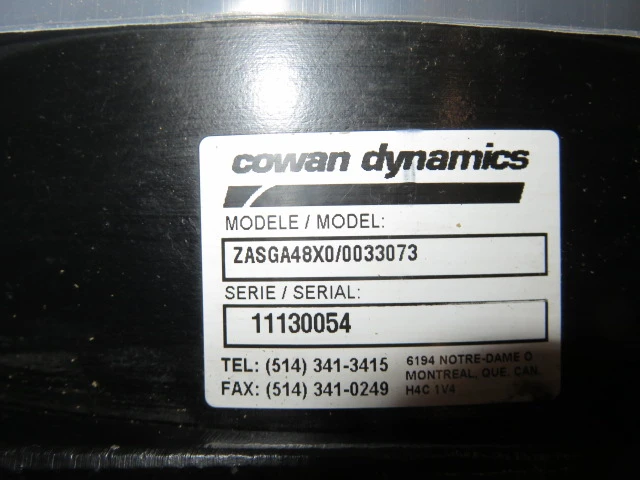 cowan dynamics
MODELE / MODEL:
ZASGA48X0/0033073
SERIE / SERIAL:
11130054
TEL: (514) 341-3415
FAX: (514) 341-0249
6194 NOTRE-DAME O
MONTREAL, QUE. CAN.
H4C 1V4